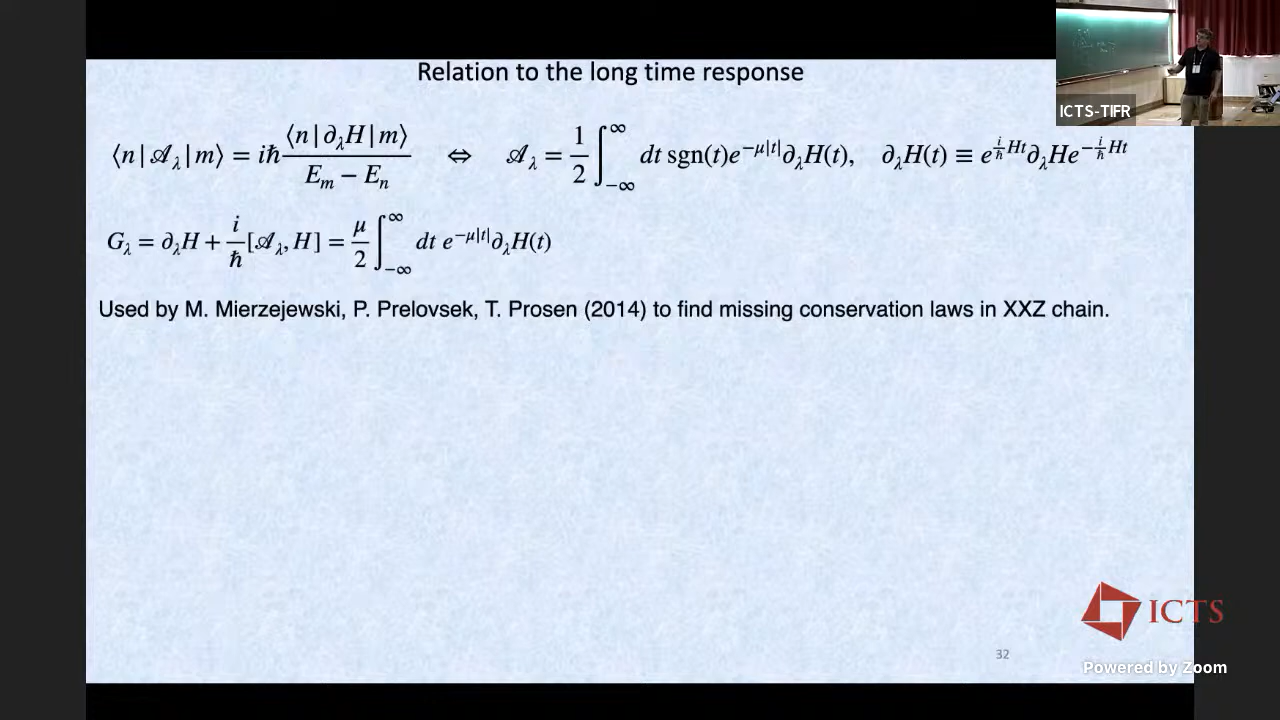 Relation to the long time response
⟨n|𝒜_λ|m⟩ = iħ ⟨n|∂_λH|m⟩ / (E_m − E_n) ⇔ 𝒜_λ = 1/2 ∫_{−∞}^{∞} dt sgn(t)e^{−μ|t|}∂_λH(t), ∂_λH(t) ≡ e^{(i/ħ)Ht}∂_λHe^{−(i/ħ)Ht}
G_λ = ∂_λH + (i/ħ)[𝒜_λ, H] = μ/2 ∫_{−∞}^{∞} dt e^{−μ|t|}∂_λH(t)
Used by M. Mierzejewski, P. Prelovsek, T. Prosen (2014) to find missing conservation laws in XXZ chain.
ICTS-TIFR
ICTS
32
Powered by Zoom